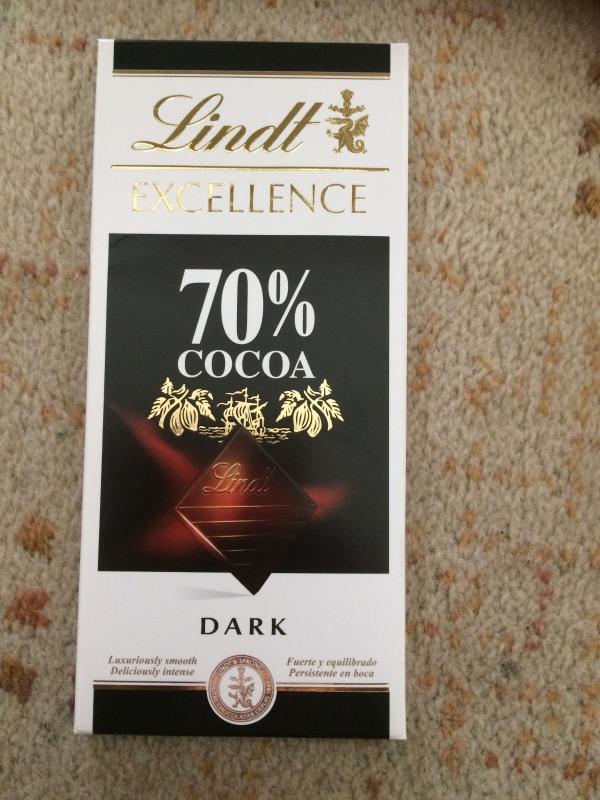 Lindt
EXCELLENCE
70%
COCOA
Lindt
DARK
Luxuriously smooth
Deliciously intense
Fuerte y equilibrado
Persistente en boca